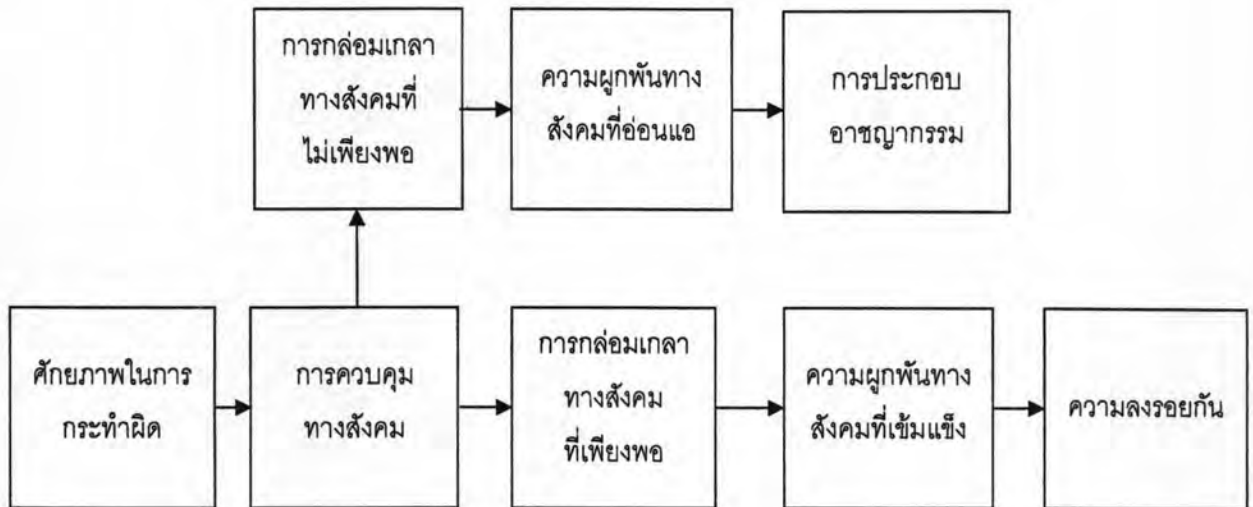 การกล่อมเกลา
ทางสังคมที่
ไม่เพียงพอ
ความผูกพันทาง
สังคมที่อ่อนแอ
การประกอบ
อาชญากรรม
ศักยภาพในการ
กระทำผิด
การควบคุม
ทางสังคม
การกล่อมเกลา
ทางสังคม
ที่เพียงพอ
ความผูกพันทาง
สังคมที่เข้มแข็ง
ความลงรอยกัน